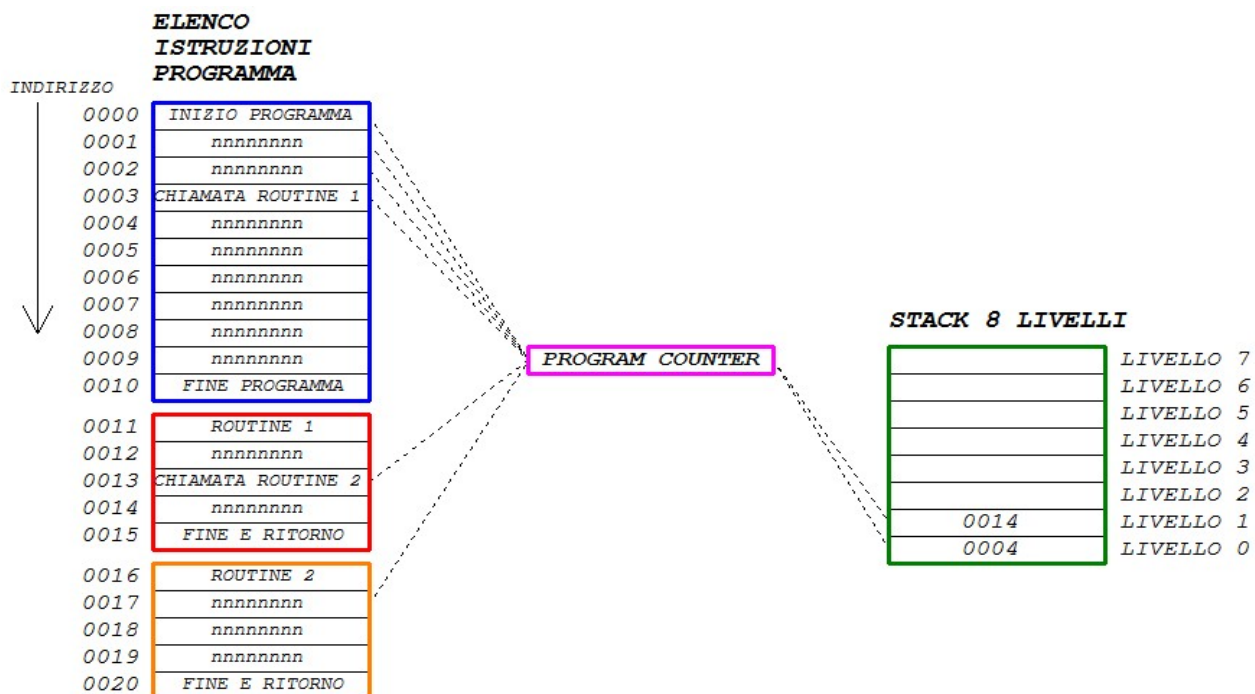 ELENCO
ISTRUZIONI
PROGRAMMA
INDIRIZZO
0000 INIZIO PROGRAMMA
0001 nnnnnnnn
0002 nnnnnnnn
0003 CHIAMATA ROUTINE 1
0004 nnnnnnnn
0005 nnnnnnnn
0006 nnnnnnnn
0007 nnnnnnnn
0008 nnnnnnnn
0009 nnnnnnnn
0010 FINE PROGRAMMA
0011 ROUTINE 1
0012 nnnnnnnn
0013 CHIAMATA ROUTINE 2
0014 nnnnnnnn
0015 FINE E RITORNO
0016 ROUTINE 2
0017 nnnnnnnn
0018 nnnnnnnn
0019 nnnnnnnn
0020 FINE E RITORNO
PROGRAM COUNTER
STACK 8 LIVELLI
LIVELLO 7
LIVELLO 6
LIVELLO 5
LIVELLO 4
LIVELLO 3
LIVELLO 2
0014 LIVELLO 1
0004 LIVELLO 0